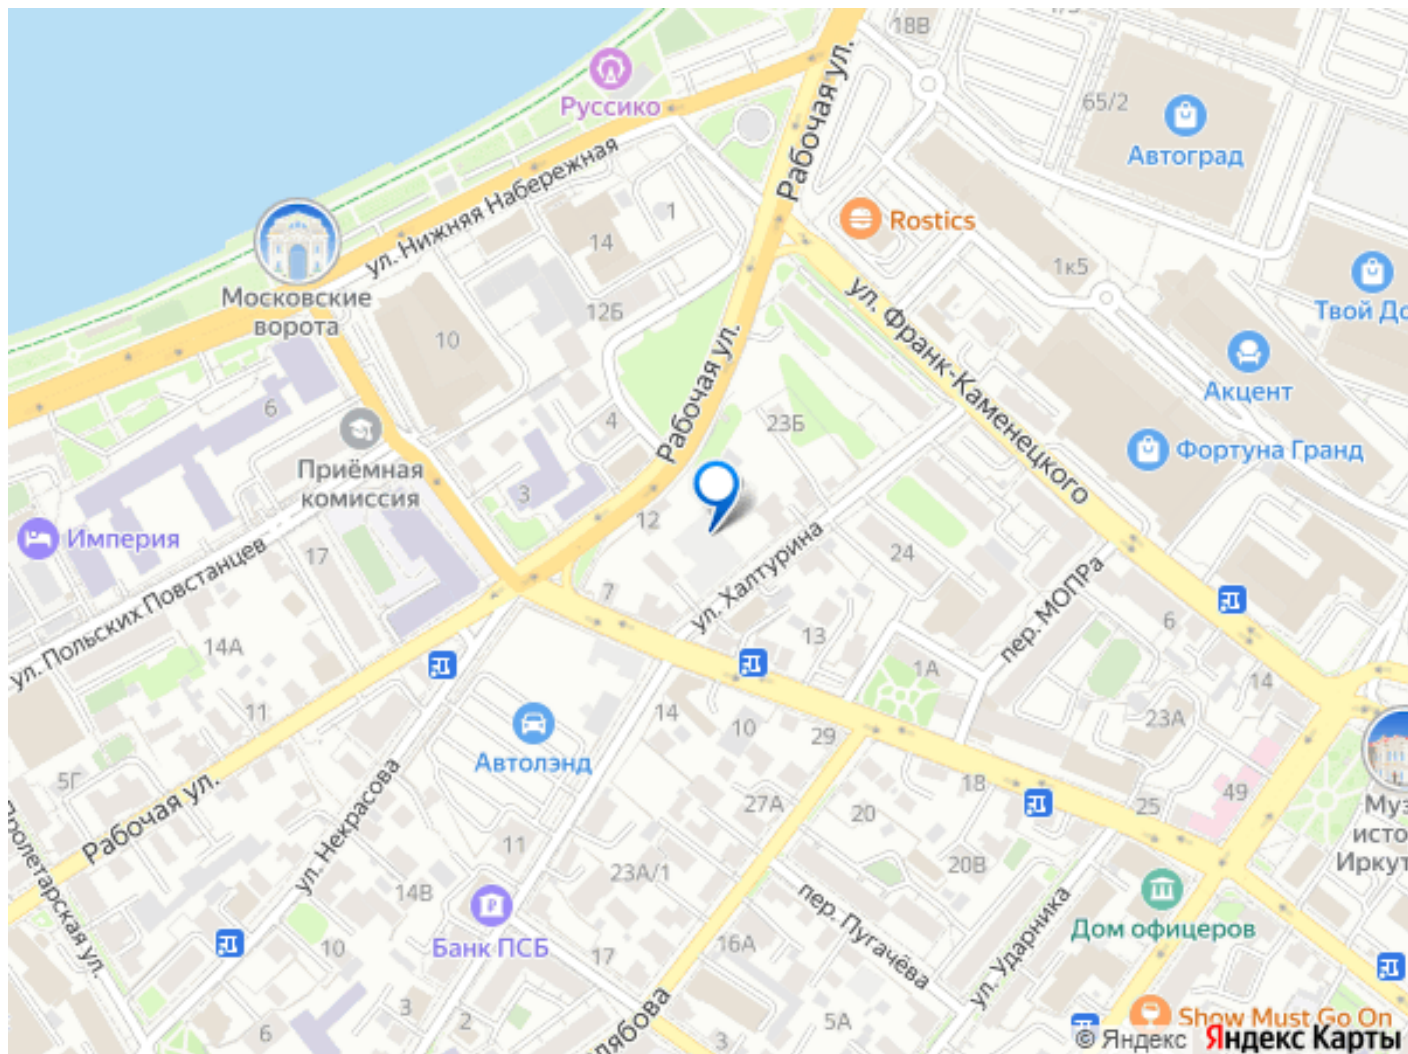 18В
Руссико
Рабочая ул.
65/2
Автоград
ул. Нижняя Набережная
1
14
Rostics
1к5
Московские
ворота
12Б
10
ул. Франк-Каменецкого
Твой До
Рабочая ул.
Акцент
6
4
23Б
Фортуна Гранд
Приёмная
комиссия
3
12
Империя
17
24
ул. Польских Повстанцев
ул. Халтурина
пер. МОПРа
7
6
14А
13
1А
14
11
14
10
29
23А
Автолэнд
5Г
18
49
27А
20
25
Муз
исто
Иркут
Рабочая ул.
ул. Некрасова
11
23А/1
20В
Пролетарская ул.
14В
пер. Пугачёва
ул. Ударника
Дом офицеров
Банк ПСБ
10
17
16А
3
2
6
лябова
5А
Show Must Go On
© Яндекс Яндекс Карты